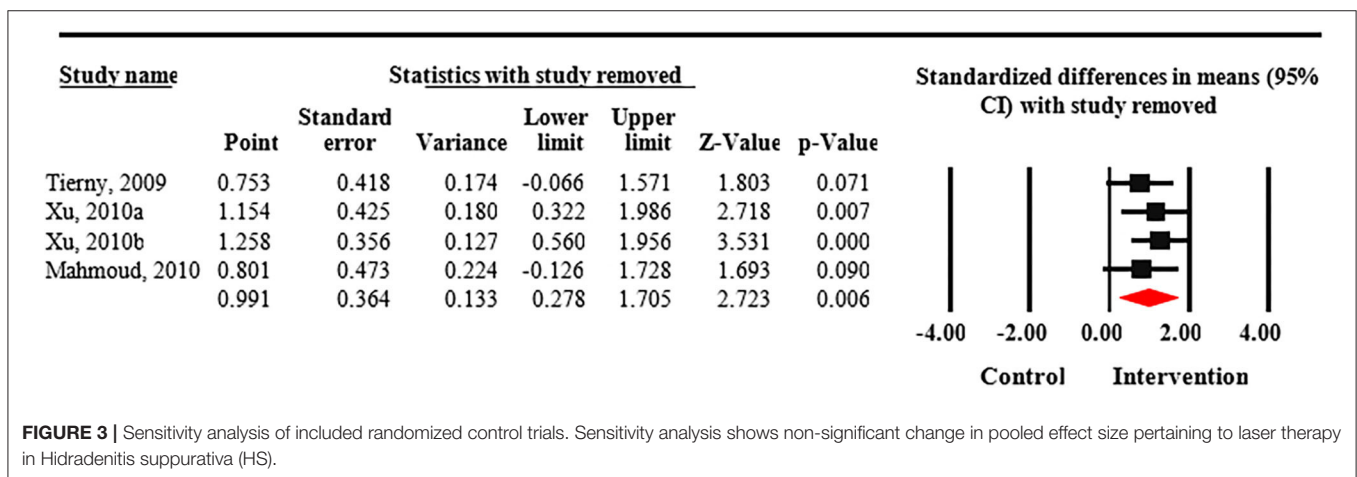 Study name Statistics with study removed Standardized differences in means (95%
CI) with study removed
Standard Lower Upper
Point error Variance limit limit Z-Value p-Value
Tierny, 2009 0.753 0.418 0.174 -0.066 1.571 1.803 0.071
Xu, 2010a 1.154 0.425 0.180 0.322 1.986 2.718 0.007
Xu, 2010b 1.258 0.356 0.127 0.560 1.956 3.531 0.000
Mahmoud, 2010 0.801 0.473 0.224 -0.126 1.728 1.693 0.090
0.991 0.364 0.133 0.278 1.705 2.723 0.006
-4.00 -2.00 0.00 2.00 4.00
Control Intervention
FIGURE 3 | Sensitivity analysis of included randomized control trials. Sensitivity analysis shows non-significant change in pooled effect size pertaining to laser therapy
in Hidradenitis suppurativa (HS).